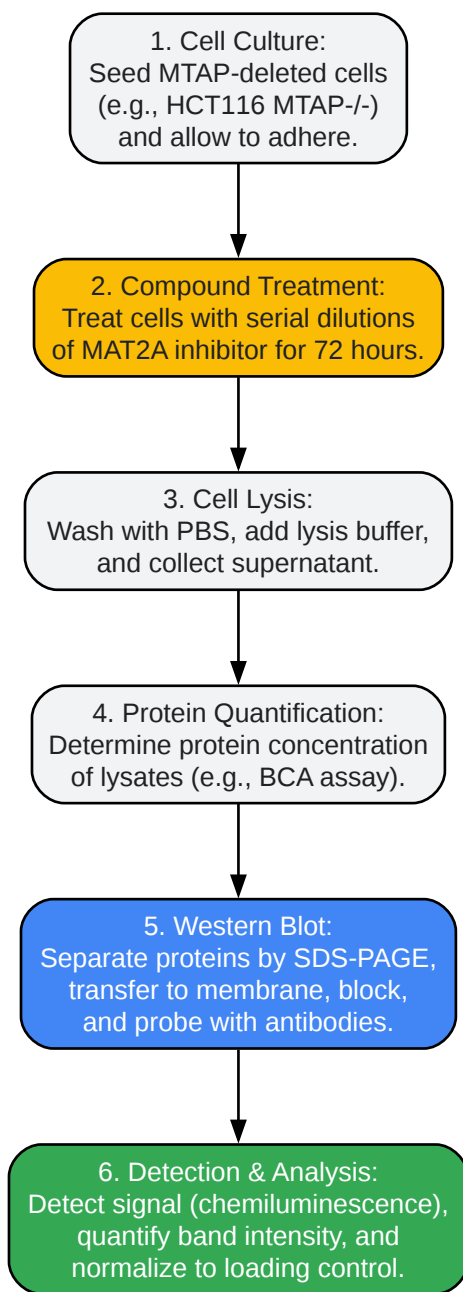 1. Cell Culture:
Seed MTAP-deleted cells
(e.g., HCT116 MTAP-/-)
and allow to adhere.
2. Compound Treatment:
Treat cells with serial dilutions
of MAT2A inhibitor for 72 hours.
3. Cell Lysis:
Wash with PBS, add lysis buffer,
and collect supernatant.
4. Protein Quantification:
Determine protein concentration
of lysates (e.g., BCA assay).
5. Western Blot:
Separate proteins by SDS-PAGE,
transfer to membrane, block,
and probe with antibodies.
6. Detection & Analysis:
Detect signal (chemiluminescence),
quantify band intensity, and
normalize to loading control.